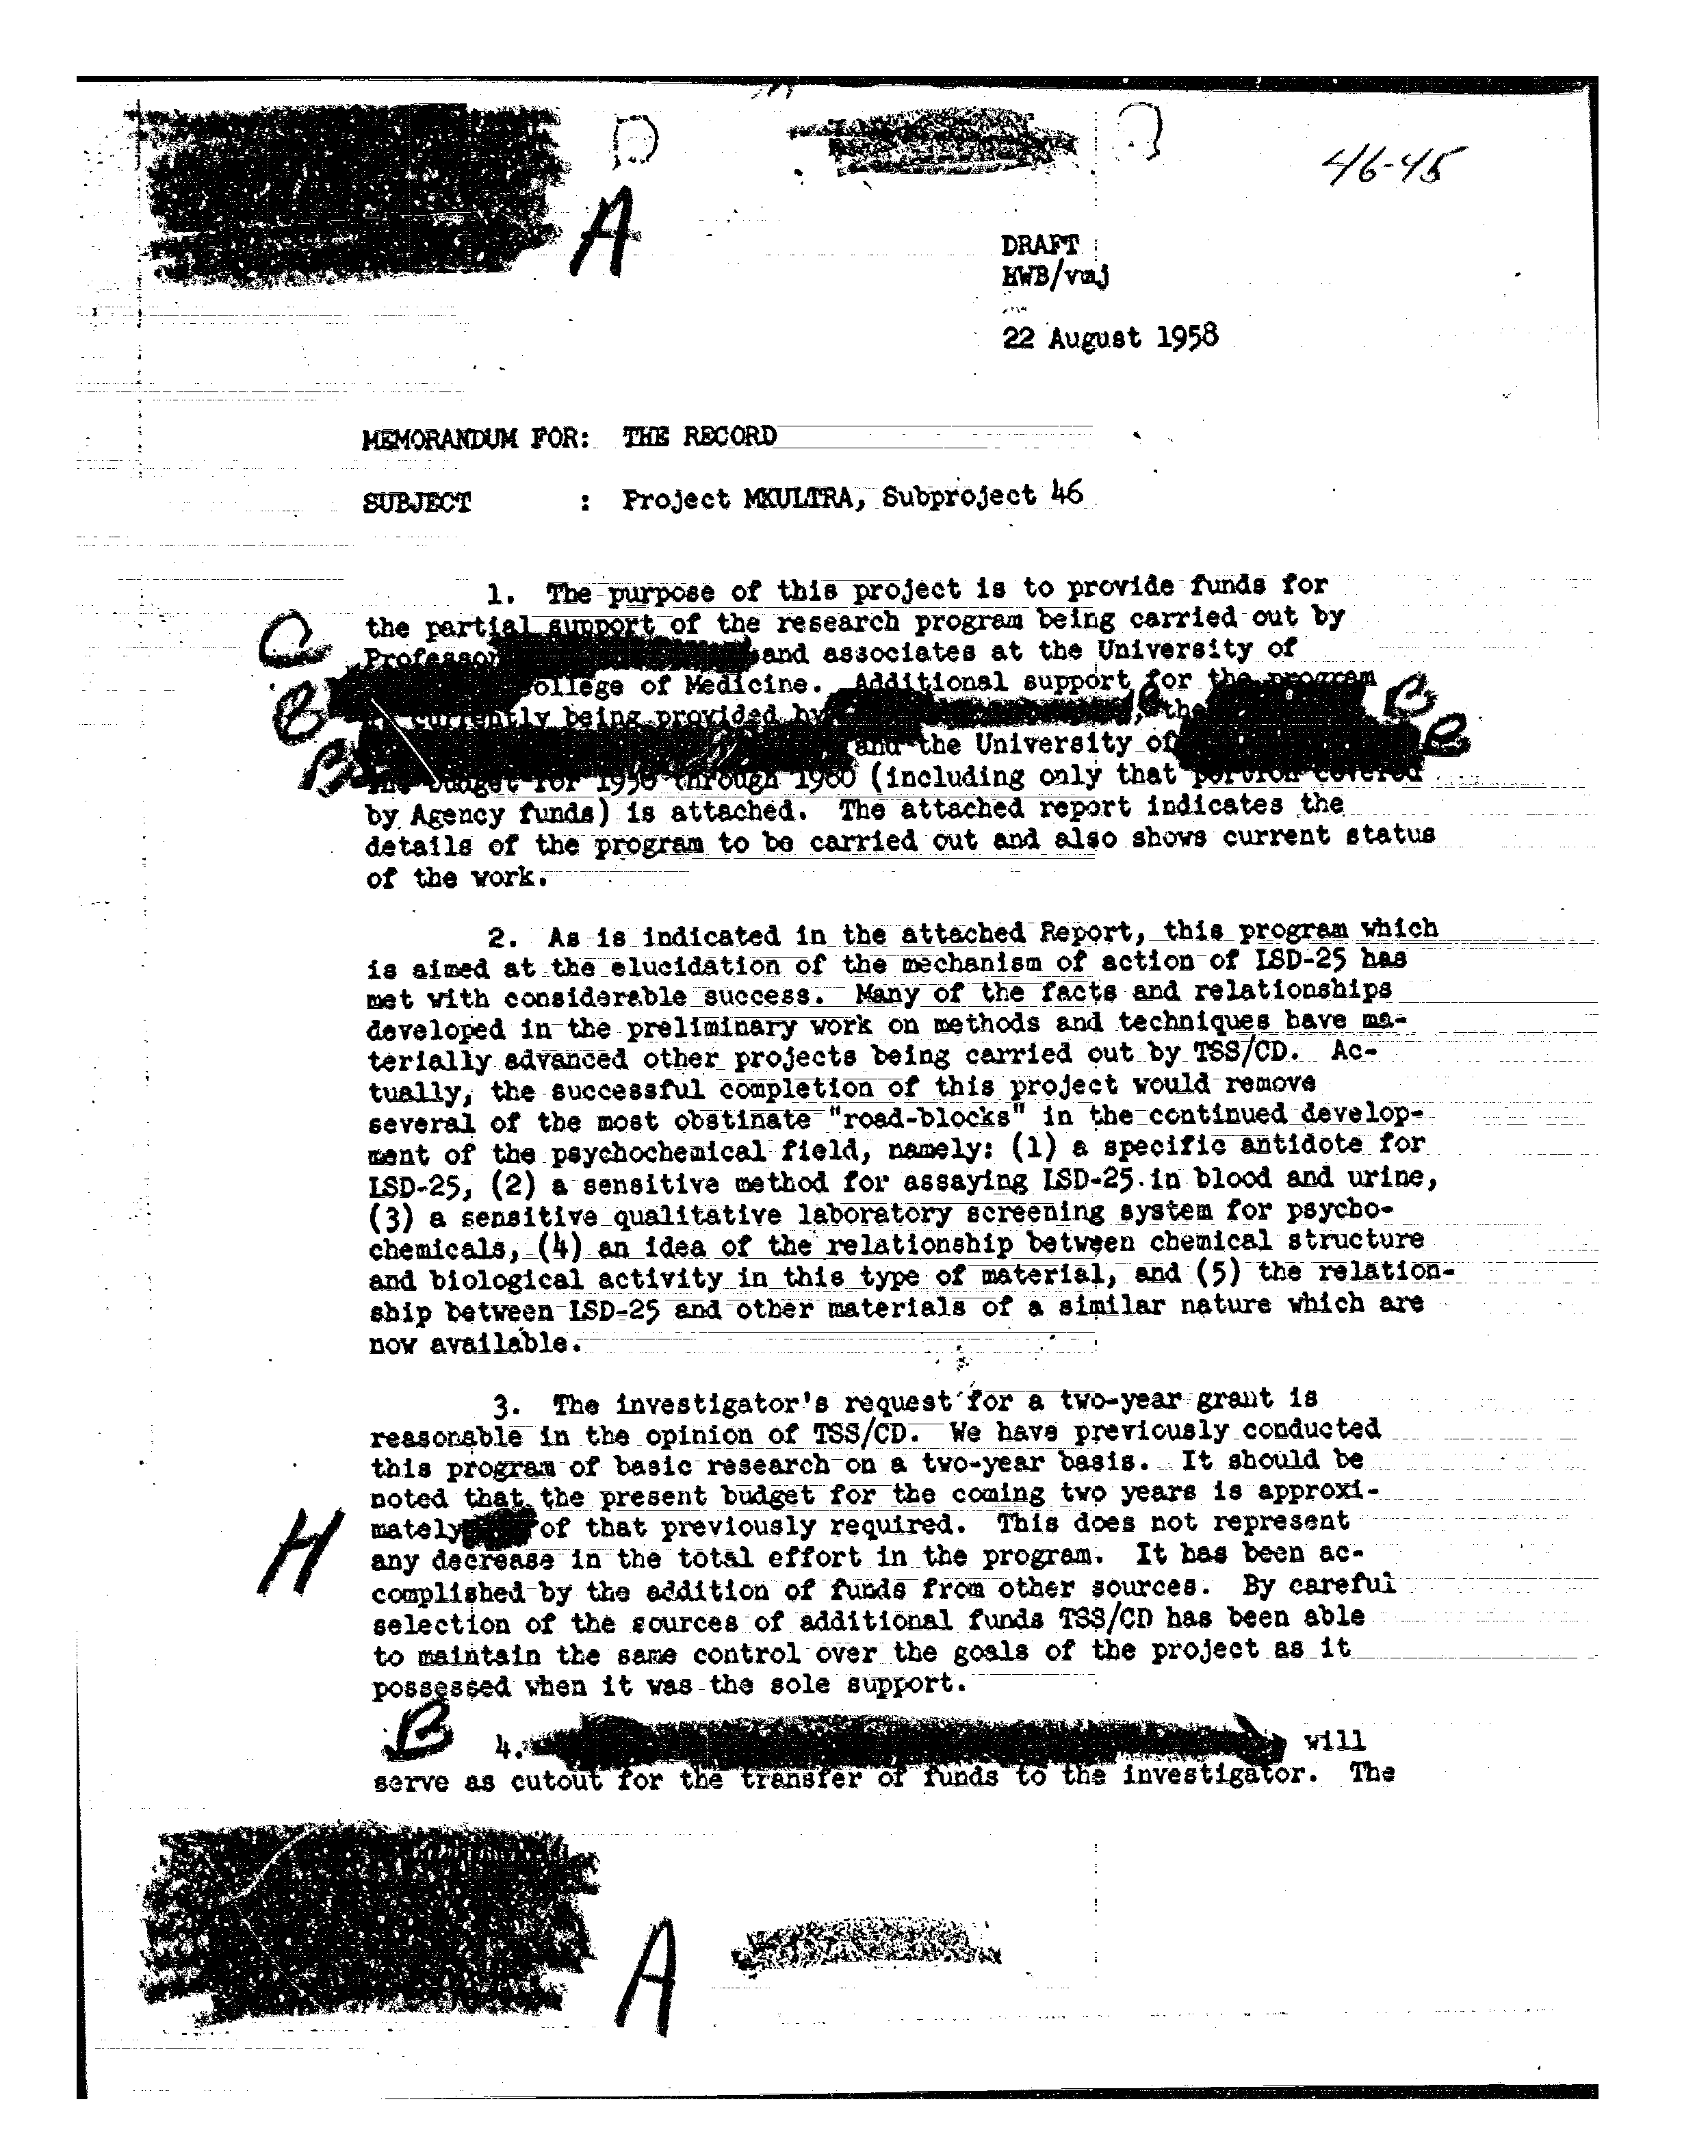 46-45
A
DRAFT
HWB/vmj
22 August 1958
MEMORANDUM FOR: THE RECORD
SUBJECT : Project MKULTRA, Subproject 46
1. The purpose of this project is to provide funds for
the partial support of the research program being carried out by
C
Professor and associates at the University of
B
College of Medicine. Additional support for the program
B
currently being provided by , the
B
B
and the University of
B
The budget for 1958 through 1960 (including only that portion covered
by Agency funds) is attached. The attached report indicates the
details of the program to be carried out and also shows current status
of the work.
2. As is indicated in the attached Report, this program which
is aimed at the elucidation of the mechanism of action of LSD-25 has
met with considerable success. Many of the facts and relationships
developed in the preliminary work on methods and techniques have ma-
terially advanced other projects being carried out by TSS/CD. Ac-
tually, the successful completion of this project would remove
several of the most obstinate "road-blocks" in the continued develop-
ment of the psychochemical field, namely: (1) a specific antidote for
LSD-25, (2) a sensitive method for assaying LSD-25 in blood and urine,
(3) a sensitive qualitative laboratory screening system for psycho-
chemicals, (4) an idea of the relationship between chemical structure
and biological activity in this type of material, and (5) the relation-
ship between LSD-25 and other materials of a similar nature which are
now available.
3. The investigator's request for a two-year grant is
reasonable in the opinion of TSS/CD. We have previously conducted
this program of basic research on a two-year basis. It should be
noted that the present budget for the coming two years is approxi-
H
mately of that previously required. This does not represent
any decrease in the total effort in the program. It has been ac-
complished by the addition of funds from other sources. By careful
selection of the sources of additional funds TSS/CD has been able
to maintain the same control over the goals of the project as it
possessed when it was the sole support.
B
4. will
serve as cutout for the transfer of funds to the investigator. The
A